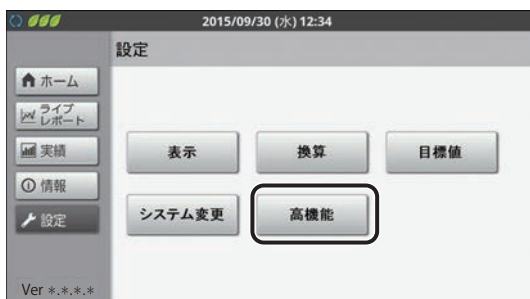 2015/09/30 (水) 12:34
設定
ホーム
ライブ
レポート
実績
情報
設定
表示
換算
目標値
システム変更
高機能
Ver *.*.*.*